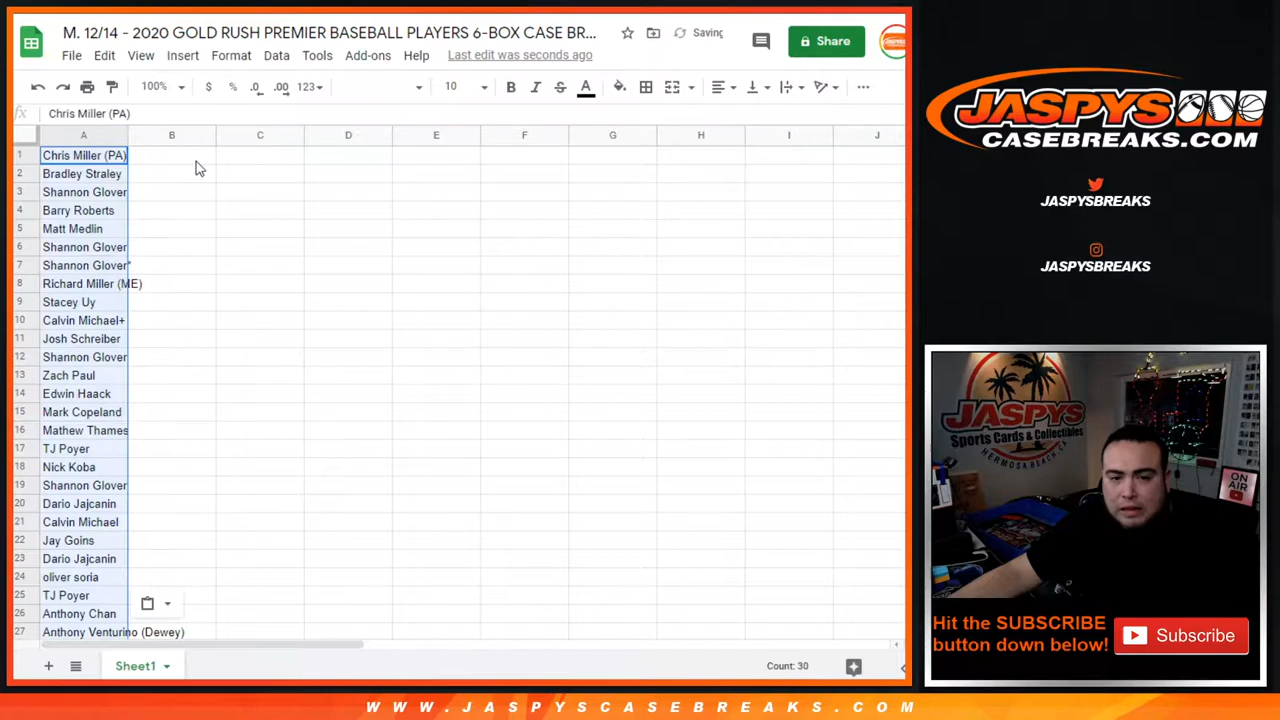 M. 12/14 - 2020 GOLD RUSH PREMIER BASEBALL PLAYERS 6-BOX CASE BR...
Saving
Share
File Edit View Insert Format Data Tools Add-ons Help Last edit was seconds ago
100% $ % .0 .00 123 10 B I S A
fx Chris Miller (PA)
A B C D E F G H I J
1 Chris Miller (PA)
2 Bradley Straley
3 Shannon Glover
4 Barry Roberts
5 Matt Medlin
6 Shannon Glover
7 Shannon Glover*
8 Richard Miller (ME)
9 Stacey Uy
10 Calvin Michael+
11 Josh Schreiber
12 Shannon Glover
13 Zach Paul
14 Edwin Haack
15 Mark Copeland
16 Mathew Thames
17 TJ Poyer
18 Nick Koba
19 Shannon Glover
20 Dario Jajcanin
21 Calvin Michael
22 Jay Goins
23 Dario Jajcanin
24 oliver soria
25 TJ Poyer
26 Anthony Chan
27 Anthony Venturino (Dewey)
Sheet1
Count: 30
JASPYS
CASEBREAKS.COM
JASPYSBREAKS
JASPYSBREAKS
JASPYS
Sports Cards & Collectibles
HERMOSA BEACH, CA
ON AIR
Hit the SUBSCRIBE
button down below!
Subscribe
WWW.JASPYSCASEBREAKS.COM